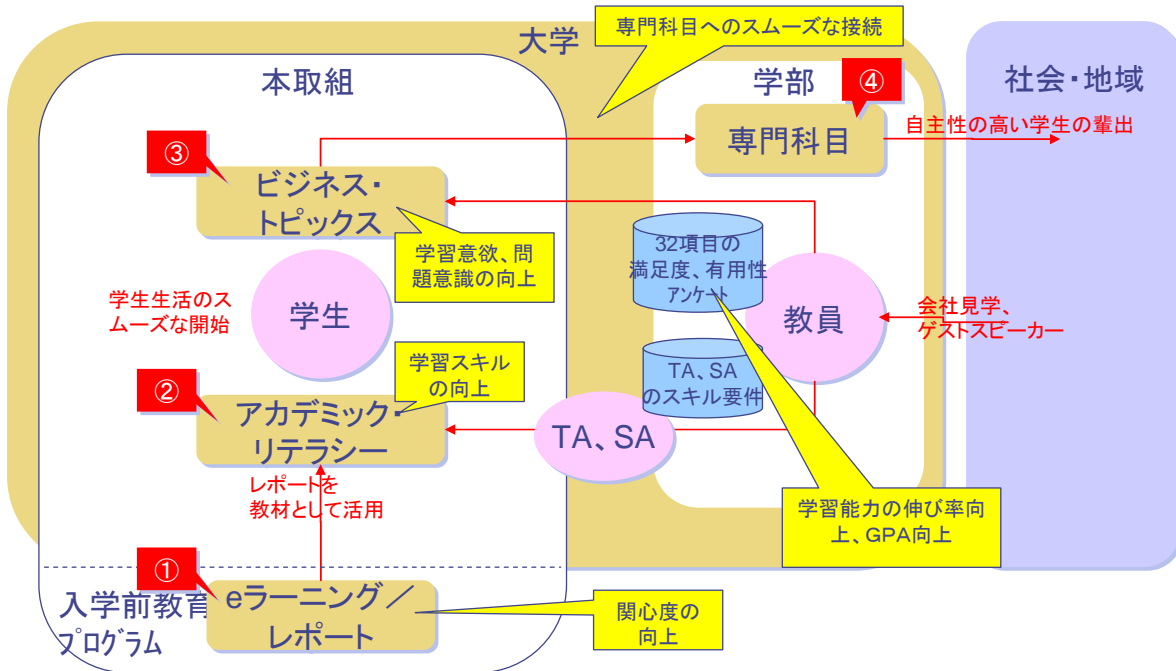 専門科目へのスムーズな接続
大学
本取組
学部
④
社会・地域
専門科目
自主性の高い学生の輩出
③
ビジネス・
トピックス
学習意欲、問
題意識の向上
32項目の
満足度、有用性
アンケート
学生生活のス
ムーズな開始
学生
教員
会社見学、
ゲストスピーカー
学習スキル
の向上
TA、SA
のスキル要件
②
アカデミック・
リテラシー
TA、SA
レポートを
教材として活用
学習能力の伸び率向
上、GPA向上
①
入学前教育
プログラム
eラーニング／
レポート
関心度の
向上